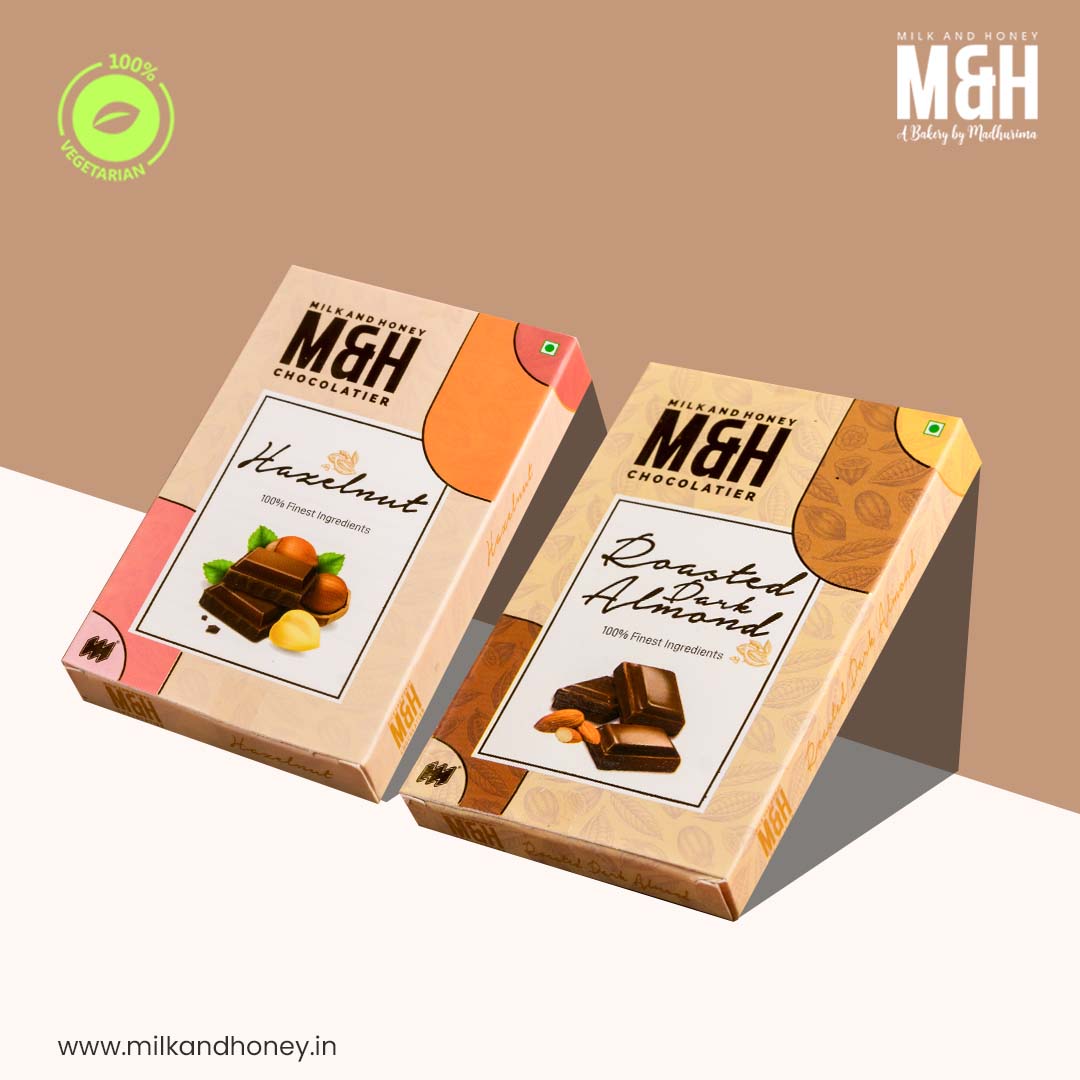 100%
VEGETARIAN
MILK AND HONEY
M&H
A Bakery by Madhurima
MILK AND HONEY
M&H
CHOCOLATIER
Hazelnut
100% Finest Ingredients
Hazelnut
M&H
Hazelnut
M&H
MILK AND HONEY
M&H
CHOCOLATIER
Roasted
Dark
Almond
100% Finest Ingredients
Roasted Dark Almond
M&H
Roasted Dark Almond
M&H
www.milkandhoney.in